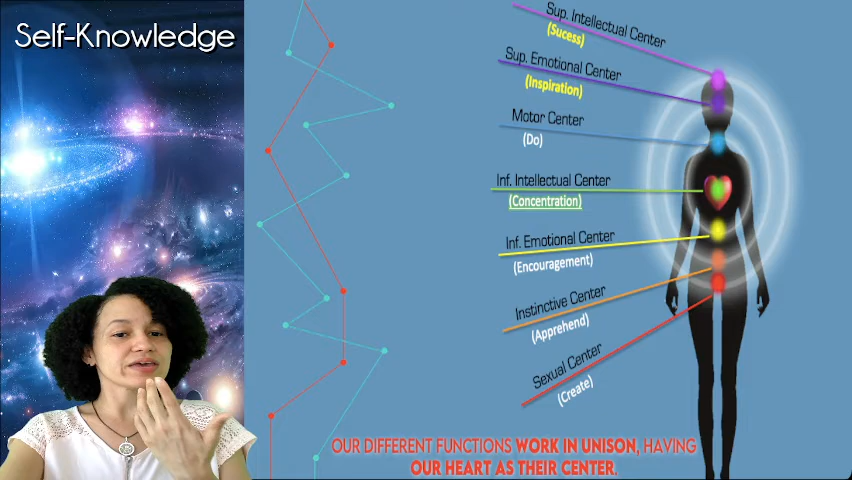 Self-Knowledge
Sup. Intellectual Center
(Sucess)
Sup. Emotional Center
(Inspiration)
Motor Center
(Do)
Inf. Intellectual Center
(Concentration)
Inf. Emotional Center
(Encouragement)
Instinctive Center
(Apprehend)
Sexual Center
(Create)
OUR DIFFERENT FUNCTIONS WORK IN UNISON, HAVING
OUR HEART AS THEIR CENTER.